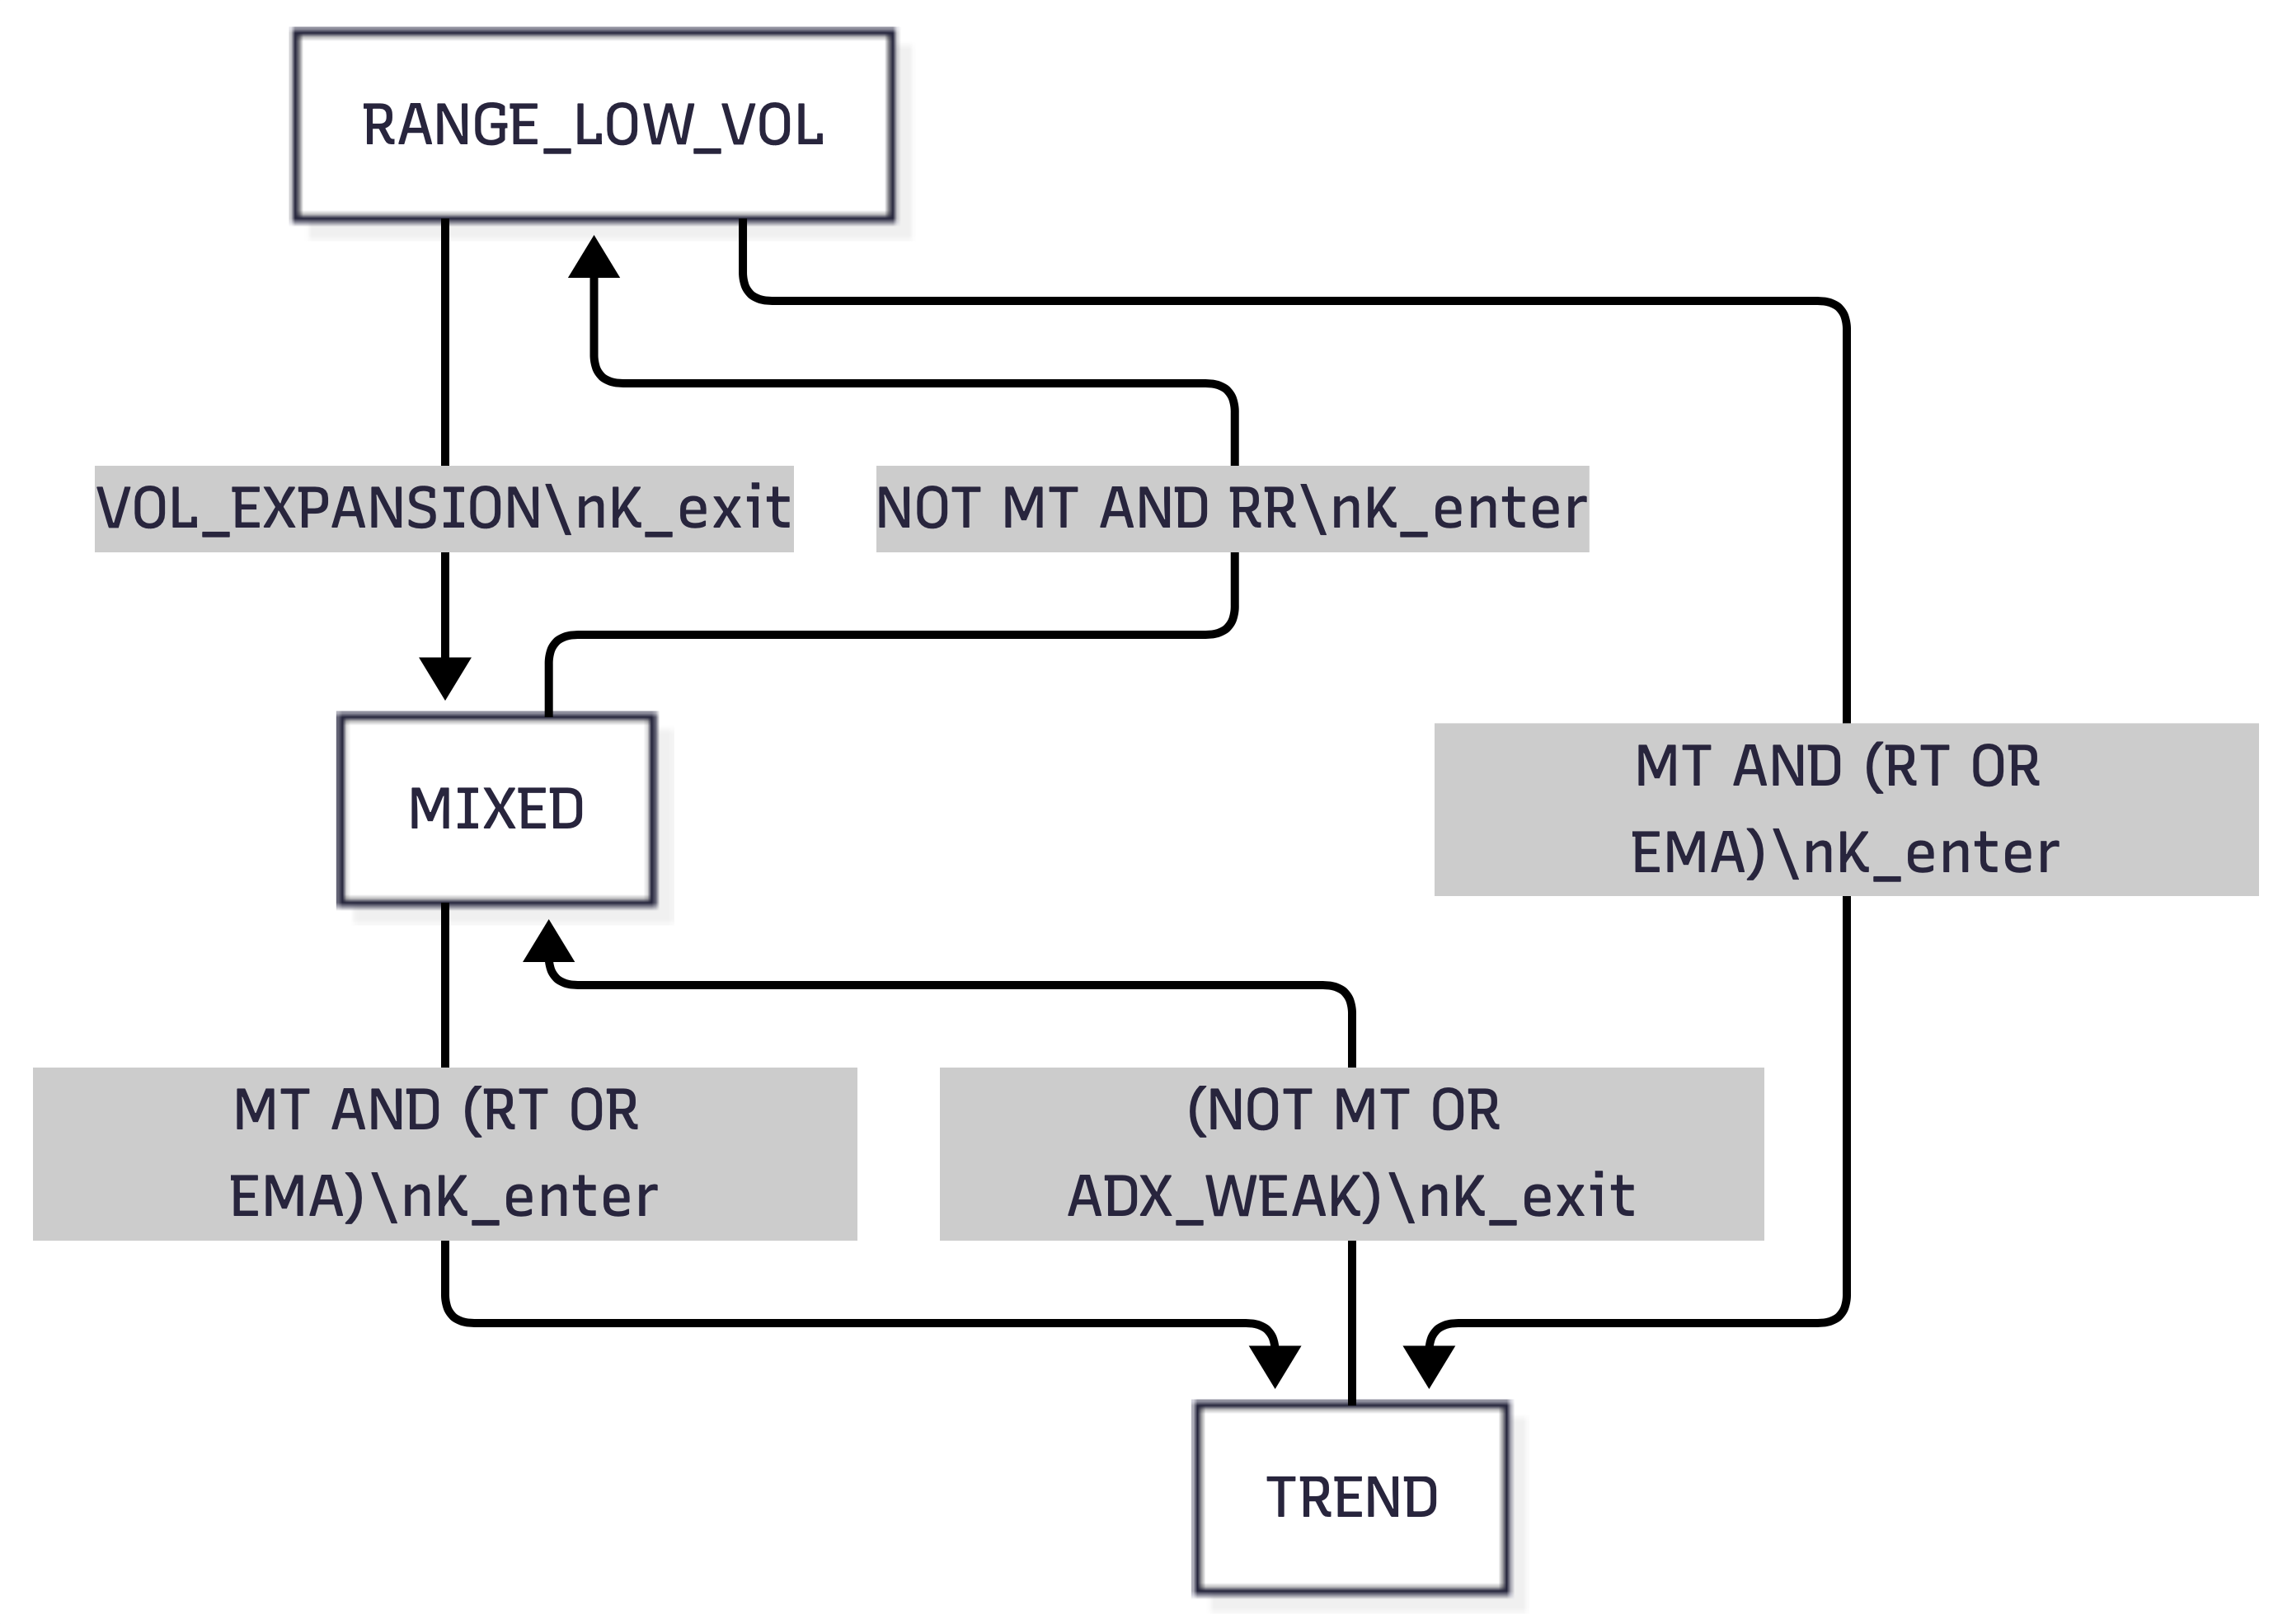 RANGE_LOW_VOL
VOL_EXPANSION\nK_exit
NOT MT AND RR\nK_enter
MIXED
MT AND (RT OR
EMA)\nK_enter
MT AND (RT OR
EMA)\nK_enter
(NOT MT OR
ADX_WEAK)\nK_exit
TREND